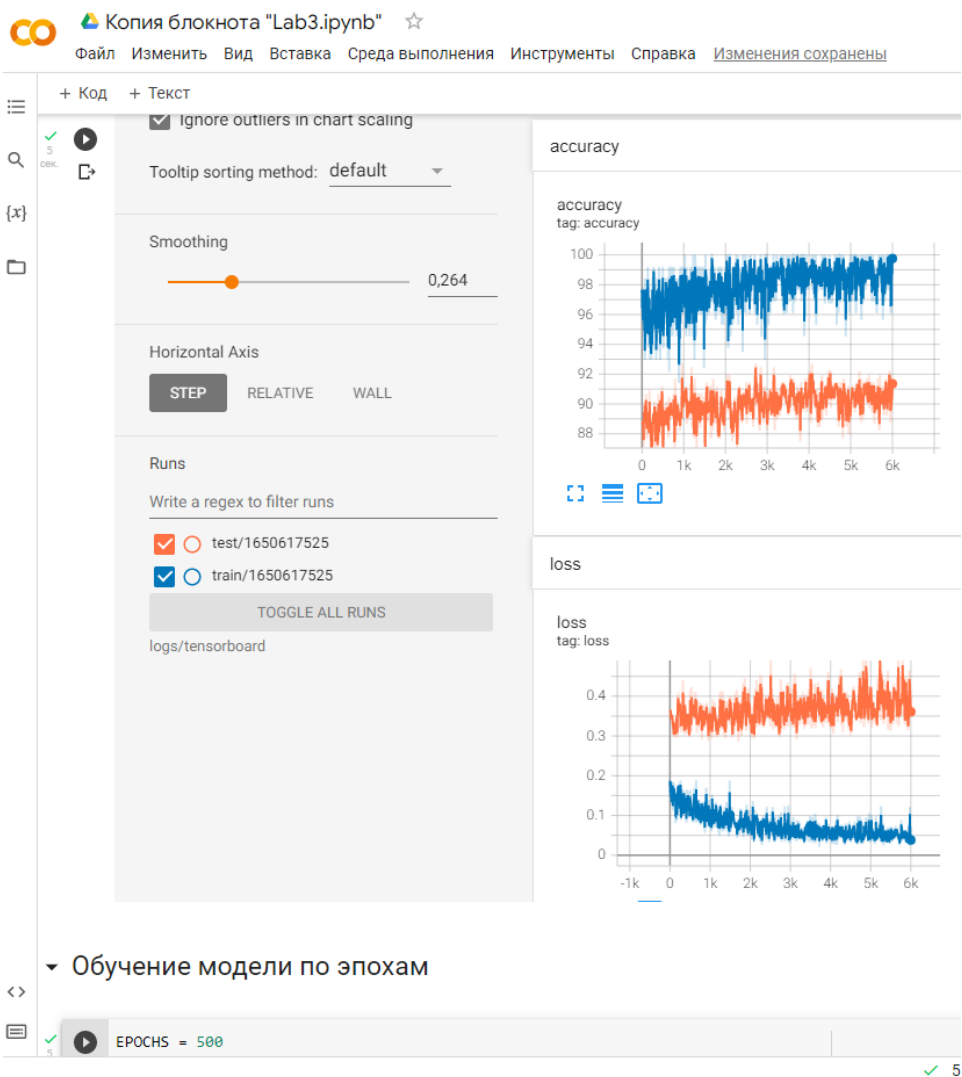 Копия блокнота "Lab3.ipynb"
Файл Изменить Вид Вставка Среда выполнения Инструменты Справка Изменения сохранены
+ Код + Текст
5
сек.
{x}
Ignore outliers in chart scaling
Tooltip sorting method: default
Smoothing
0,264
Horizontal Axis
STEP RELATIVE WALL
Runs
Write a regex to filter runs
test/1650617525
train/1650617525
TOGGLE ALL RUNS
logs/tensorboard
accuracy
accuracy
tag: accuracy
100
98
96
94
92
90
88
0 1k 2k 3k 4k 5k 6k
loss
loss
tag: loss
0.4
0.3
0.2
0.1
0
-1k 0 1k 2k 3k 4k 5k 6k
Обучение модели по эпохам
<>
5
EPOCHS = 500
5